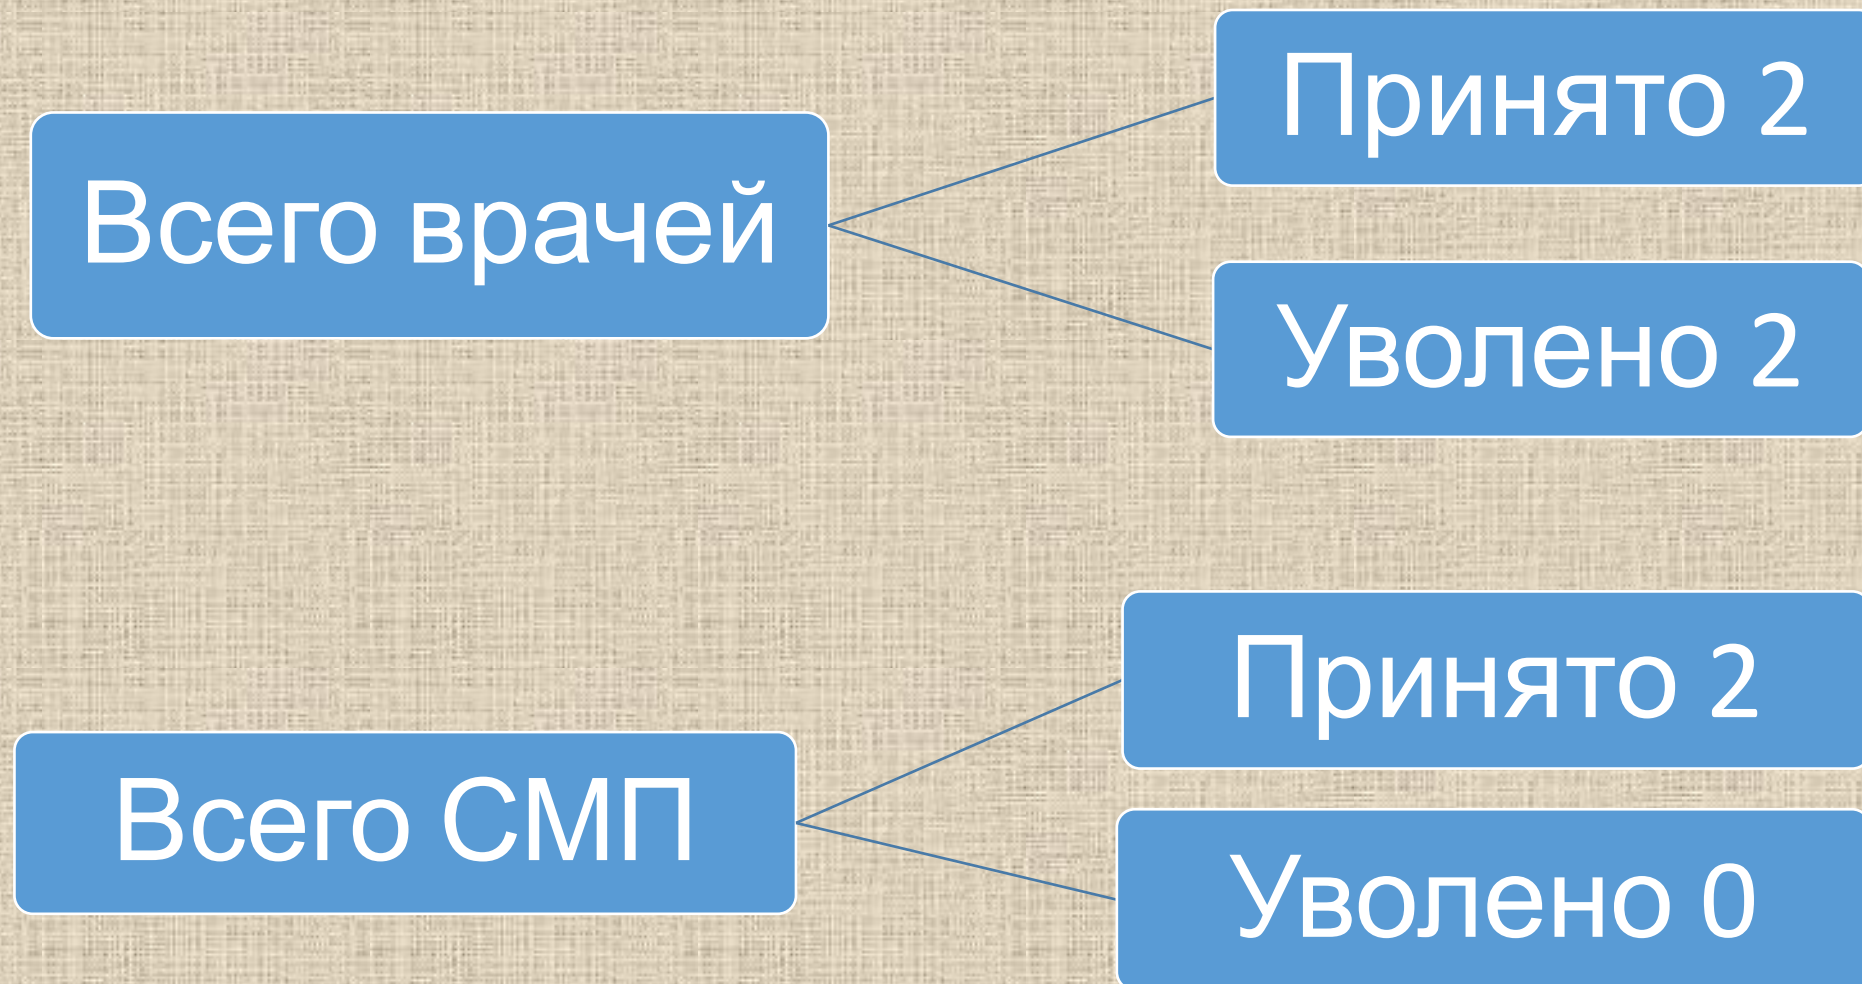 Всего врачей
Принято 2
Уволено 2
Всего СМП
Принято 2
Уволено 0